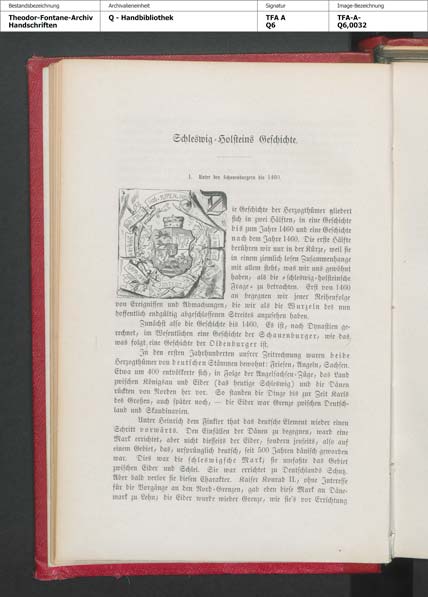 Bestandsbezeichnung
Theodor-Fontane-Archiv
Handschriften
Archivalieneinheit
Q - Handbibliothek
Signatur
TFA A
Q6
Image-Bezeichnung
TFA-A-
Q6,0032
Schleswig-Holsteins Geschichte.
1. Unter den Schauenburgern bis 1460.
ie Geschichte der Herzogthümer gliedert
sich in zwei Hälften, in eine Geschichte
bis zum Jahre 1460 und eine Geschichte
nach dem Jahre 1460. Die erste Hälfte
berühren wir nur in der Kürze, weil sie
in einem ziemlich losen Zusammenhange
mit allem steht, was wir uns gewöhnt
haben, als die »schleswig-holsteinische
Frage« zu betrachten. Erst von 1460
an begegnen wir jener Reihenfolge
von Ereignissen und Abmachungen, die wir als die Wurzeln des nun
hoffentlich endgültig abgeschlossenen Streites anzusehen haben.
Zunächst also die Geschichte bis 1460. Es ist, nach Dynastien ge-
rechnet, im Wesentlichen eine Geschichte der Schauenburger, wie das,
was folgt eine Geschichte der Oldenburger ist.
In den ersten Jahrhunderten unsrer Zeitrechnung waren beide
Herzogthümer von deutschen Stämmen bewohnt: Friesen, Angeln, Sachsen.
Etwa um 400 entvölkerte sich, in Folge der Angelsachsen-Züge, das Land
zwischen Königsau und Eider (das heutige Schleswig) und die Dänen
rückten von Norden her vor. So standen die Dinge bis zur Zeit Karls
des Großen, auch später noch, — die Eider war Grenze zwischen Deutsch-
land und Skandinavien.
Unter Heinrich dem Finkler that das deutsche Element wieder einen
Schritt vorwärts. Den Einfällen der Dänen zu begegnen, ward eine
Mark errichtet, aber nicht diesseits der Eider, sondern jenseits, also auf
einem Gebiet, das, ursprünglich deutsch, seit 500 Jahren dänisch geworden
war. Dies war die schleswigsche Mark; sie umfaßte das Gebiet
zwischen Eider und Schlei. Sie war errichtet zu Deutschlands Schutz.
Aber bald verlor sie diesen Charakter. Kaiser Konrad II., ohne Interesse
für die Vorgänge an den Nord-Grenzen, gab eben diese Mark an Däne-
mark zu Lehn; die Eider wurde wieder Grenze, wie sie's vor Errichtung